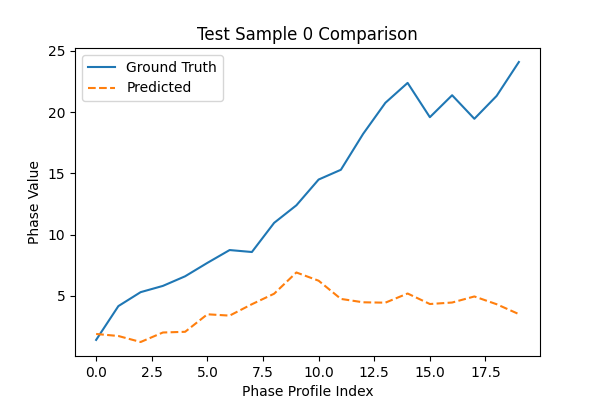 Test Sample 0 Comparison
25
Ground Truth
Predicted
20
15
10
5
Phase Value
0.0 2.5 5.0 7.5 10.0 12.5 15.0 17.5
Phase Profile Index